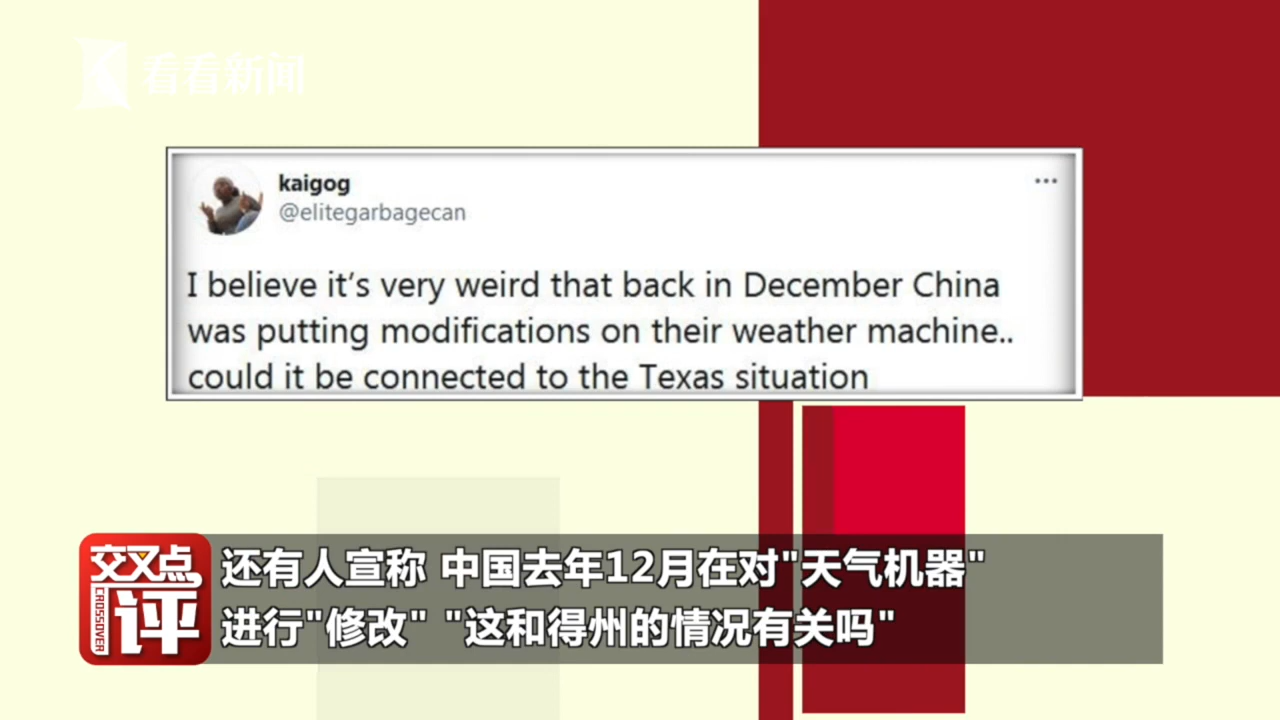 看看新闻
kaigog
@elitegarbagecan
I believe it's very weird that back in December China
was putting modifications on their weather machine..
could it be connected to the Texas situation
交叉点
CROSSOVER
评
还有人宣称 中国去年12月在对"天气机器"
进行"修改" "这和得州的情况有关吗"